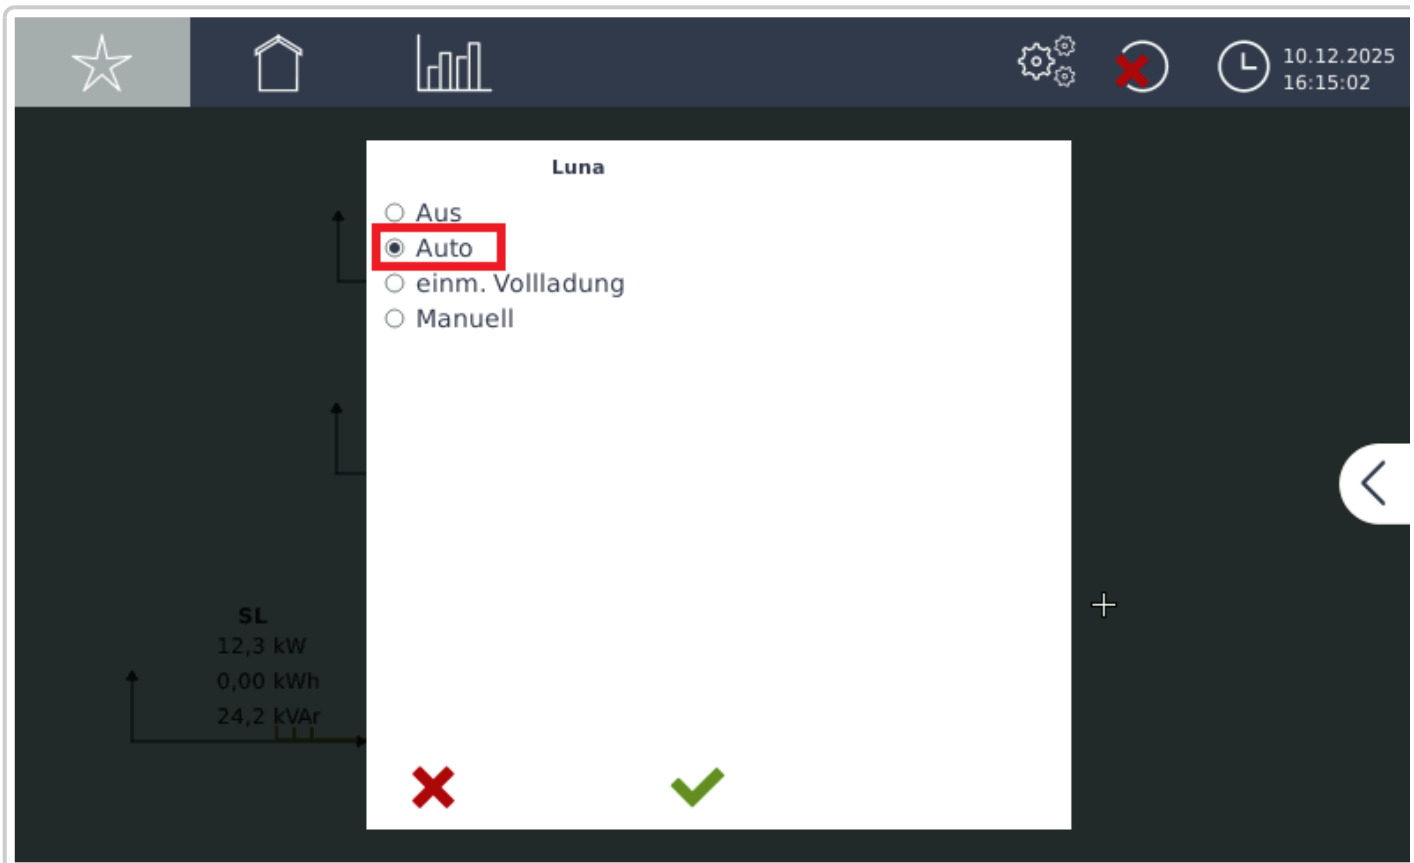 10.12.2025
16:15:02
Luna
Aus
Auto
einm. Vollladung
Manuell
SL
12,3 kW
0,00 kWh
24,2 kVAr